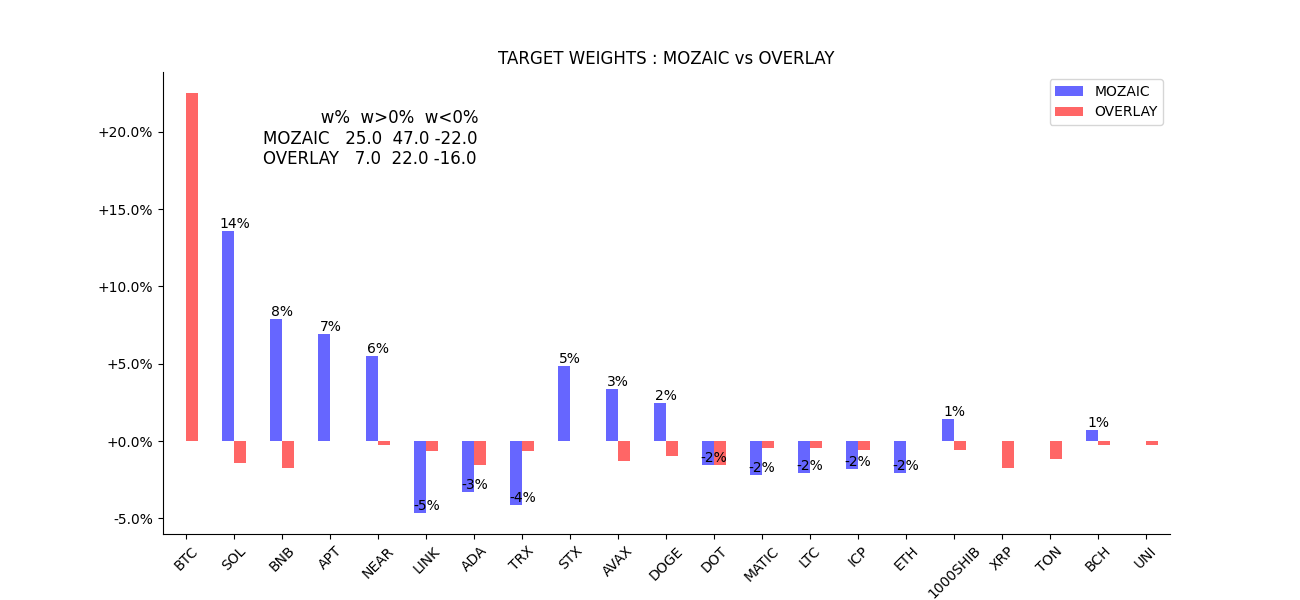 TARGET WEIGHTS : MOZAIC vs OVERLAY
MOZAIC
OVERLAY
w% w>0% w<0%
MOZAIC 25.0 47.0 -22.0
OVERLAY 7.0 22.0 -16.0
+20.0%
+15.0%
+10.0%
+5.0%
+0.0%
-5.0%
14%
8%
7%
6%
-5%
-3%
-4%
5%
3%
2%
-2%
-2%
-2%
-2%
-2%
1%
1%
BTC
SOL
BNB
APT
NEAR
LINK
ADA
TRX
STX
AVAX
DOGE
DOT
MATIC
LTC
ICP
ETH
1000SHIB
XRP
TON
BCH
UNI